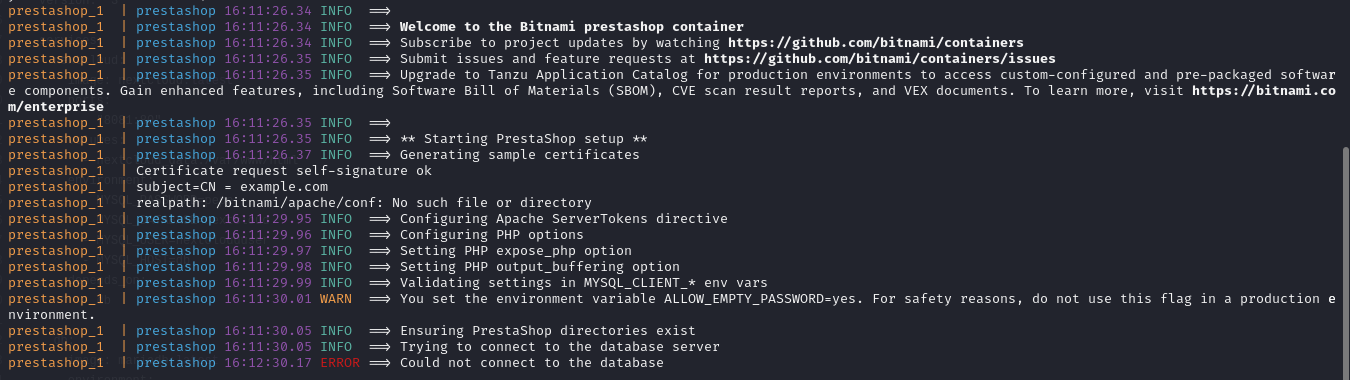 prestashop_1 | prestashop 16:11:26.34 INFO ==>
prestashop_1 | prestashop 16:11:26.34 INFO ==> Welcome to the Bitnami prestashop container
prestashop_1 | prestashop 16:11:26.34 INFO ==> Subscribe to project updates by watching https://github.com/bitnami/containers
prestashop_1 | prestashop 16:11:26.35 INFO ==> Submit issues and feature requests at https://github.com/bitnami/containers/issues
prestashop_1 | prestashop 16:11:26.35 INFO ==> Upgrade to Tanzu Application Catalog for production environments to access custom-configured and pre-packaged softwar
e components. Gain enhanced features, including Software Bill of Materials (SBOM), CVE scan result reports, and VEX documents. To learn more, visit https://bitnami.co
m/enterprise
prestashop_1 | prestashop 16:11:26.35 INFO ==>
prestashop_1 | prestashop 16:11:26.35 INFO ==> ** Starting PrestaShop setup **
prestashop_1 | prestashop 16:11:26.37 INFO ==> Generating sample certificates
prestashop_1 | Certificate request self-signature ok
prestashop_1 | subject=CN = example.com
prestashop_1 | realpath: /bitnami/apache/conf: No such file or directory
prestashop_1 | prestashop 16:11:29.95 INFO ==> Configuring Apache ServerTokens directive
prestashop_1 | prestashop 16:11:29.96 INFO ==> Configuring PHP options
prestashop_1 | prestashop 16:11:29.97 INFO ==> Setting PHP expose_php option
prestashop_1 | prestashop 16:11:29.98 INFO ==> Setting PHP output_buffering option
prestashop_1 | prestashop 16:11:29.99 INFO ==> Validating settings in MYSQL_CLIENT_* env vars
prestashop_1 | prestashop 16:11:30.01 WARN ==> You set the environment variable ALLOW_EMPTY_PASSWORD=yes. For safety reasons, do not use this flag in a production e
nvironment.
prestashop_1 | prestashop 16:11:30.05 INFO ==> Ensuring PrestaShop directories exist
prestashop_1 | prestashop 16:11:30.05 INFO ==> Trying to connect to the database server
prestashop_1 | prestashop 16:12:30.17 ERROR ==> Could not connect to the database